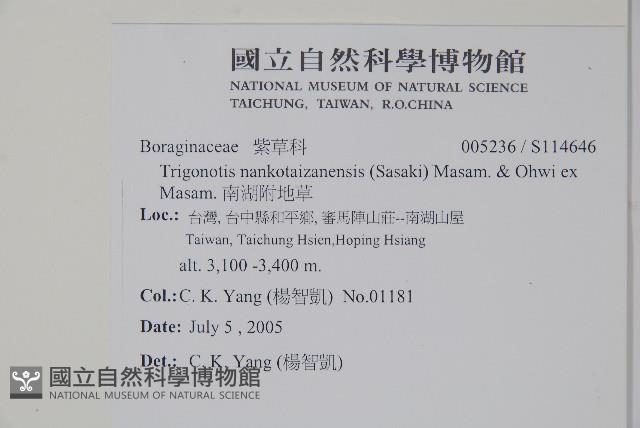 國立自然科學博物館
NATIONAL MUSEUM OF NATURAL SCIENCE
TAICHUNG, TAIWAN, R.O.CHINA
Boraginaceae 紫草科 005236 / S114646
Trigonotis nankotaizanensis (Sasaki) Masam. & Ohwi ex
Masam. 南湖附地草
Loc.: 台灣, 台中縣和平鄉, 審馬陣山莊--南湖山屋
Taiwan, Taichung Hsien,Hoping Hsiang
alt. 3,100 -3,400 m.
Col.: C. K. Yang (楊智凱) No.01181
Date: July 5 , 2005
Det.: C. K. Yang (楊智凱)
國立自然科學博物館
NATIONAL MUSEUM OF NATURAL SCIENCE